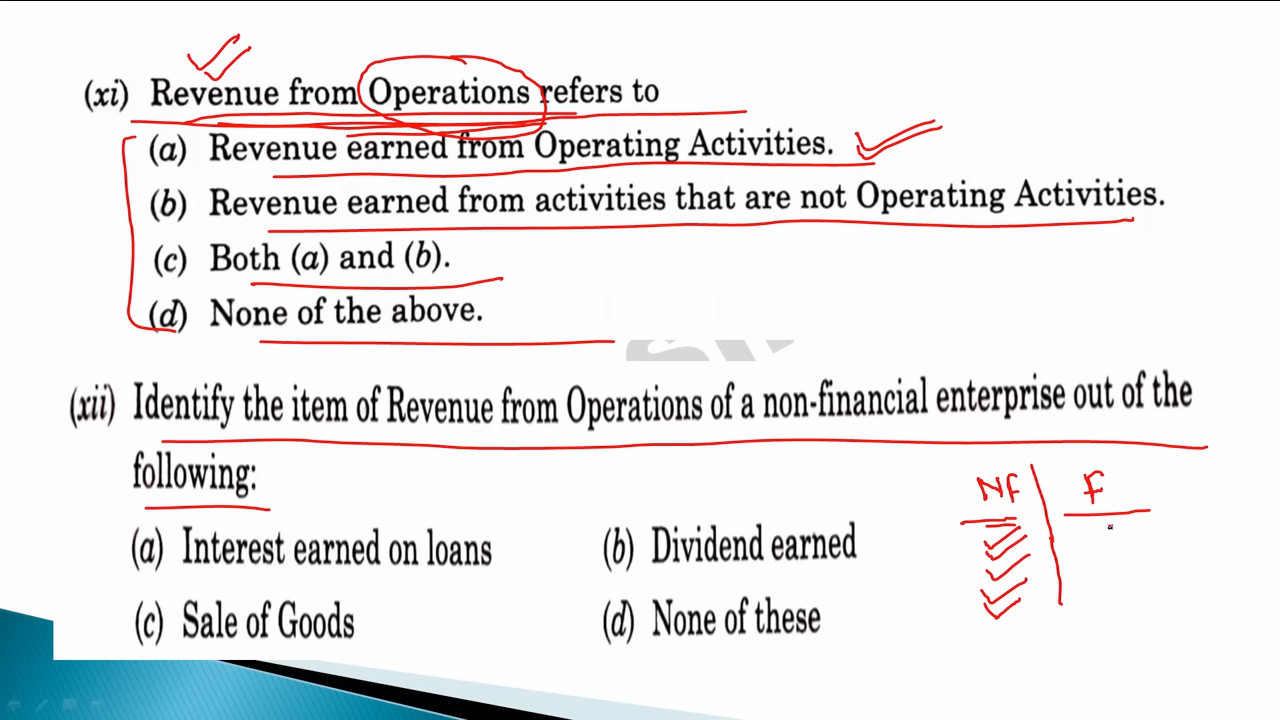 (xi) Revenue from Operations refers to
(a) Revenue earned from Operating Activities.
(b) Revenue earned from activities that are not Operating Activities.
(c) Both (a) and (b).
(d) None of the above.
(xii) Identify the item of Revenue from Operations of a non-financial enterprise out of the
following:
NF F
(a) Interest earned on loans (b) Dividend earned
(c) Sale of Goods (d) None of these